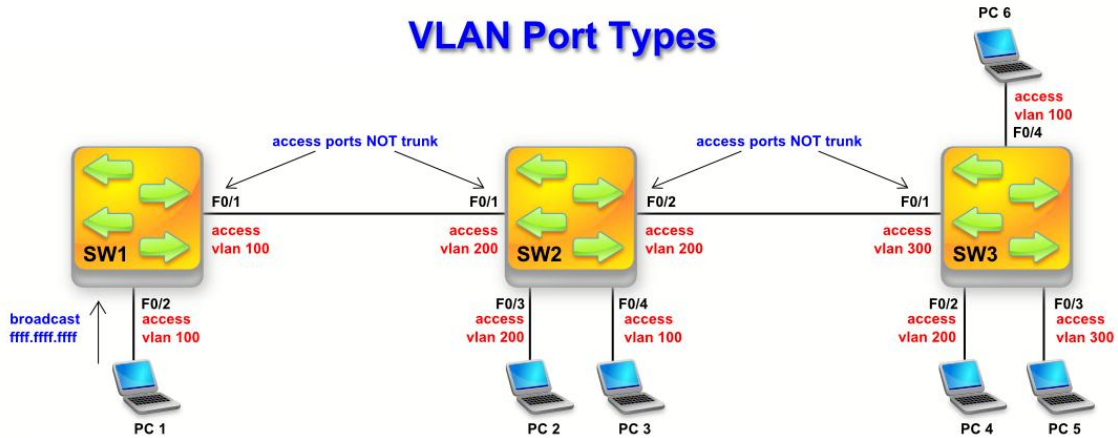 VLAN Port Types
PC 6
access
vlan 100
F0/4
access ports NOT trunk
access ports NOT trunk
SW1
F0/1
access
vlan 100
F0/1
access
vlan 200
SW2
F0/2
access
vlan 200
F0/1
access
vlan 300
SW3
broadcast
ffff.ffff.ffff
F0/2
access
vlan 100
PC 1
F0/3
access
vlan 200
PC 2
F0/4
access
vlan 100
PC 3
F0/2
access
vlan 200
PC 4
F0/3
access
vlan 300
PC 5